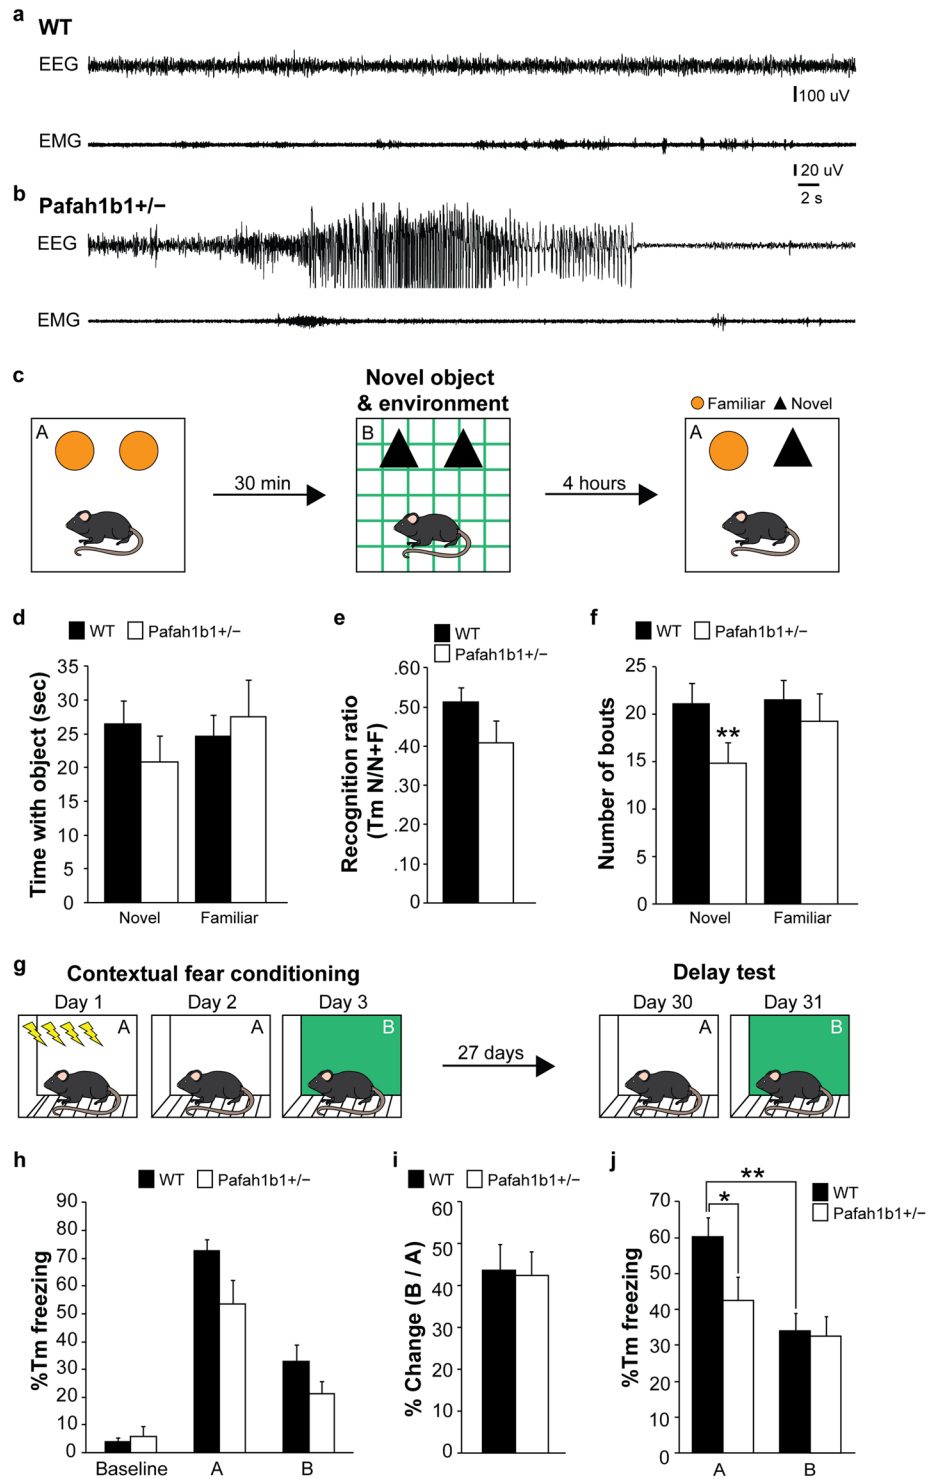 a
WT
EEG
100 uV
EMG
20 uV
2 s
b
Pafah1b1+/−
EEG
EMG
c
Novel object
& environment
Familiar Novel
A
B
A
30 min
4 hours
d
WT Pafah1b1+/−
Time with object (sec)
35
30
25
20
15
10
5
0
Novel Familiar
e
WT
Pafah1b1+/−
Recognition ratio
(Tm N/N+F)
.60
.50
.40
.30
.20
.10
0
f
WT Pafah1b1+/−
Number of bouts
25
20
15
10
5
0
**
Novel Familiar
g
Contextual fear conditioning
Day 1 Day 2 Day 3
A A B
27 days
Delay test
Day 30 Day 31
A B
h
WT Pafah1b1+/−
%Tm freezing
90
80
70
60
50
40
30
20
10
0
Baseline A B
i
WT Pafah1b1+/−
% Change (B / A)
60
50
40
30
20
10
0
j
WT
Pafah1b1+/−
%Tm freezing
70
60
50
40
30
20
10
0
**
*
A B